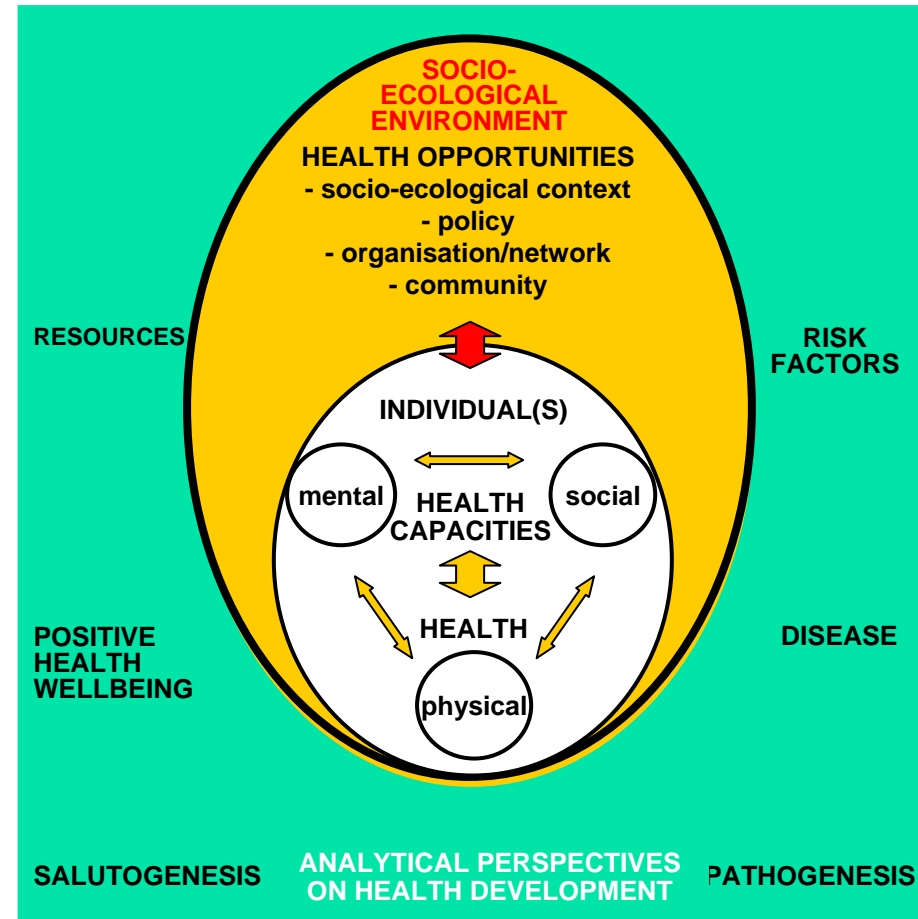 SOCIO-
ECOLOGICAL
ENVIRONMENT
HEALTH OPPORTUNITIES
- socio-ecological context
- policy
- organisation/network
- community
RESOURCES
RISK
FACTORS
INDIVIDUAL(S)
mental
social
HEALTH
CAPACITIES
HEALTH
physical
POSITIVE
HEALTH
WELLBEING
DISEASE
SALUTOGENESIS
ANALYTICAL PERSPECTIVES
ON HEALTH DEVELOPMENT
PATHOGENESIS